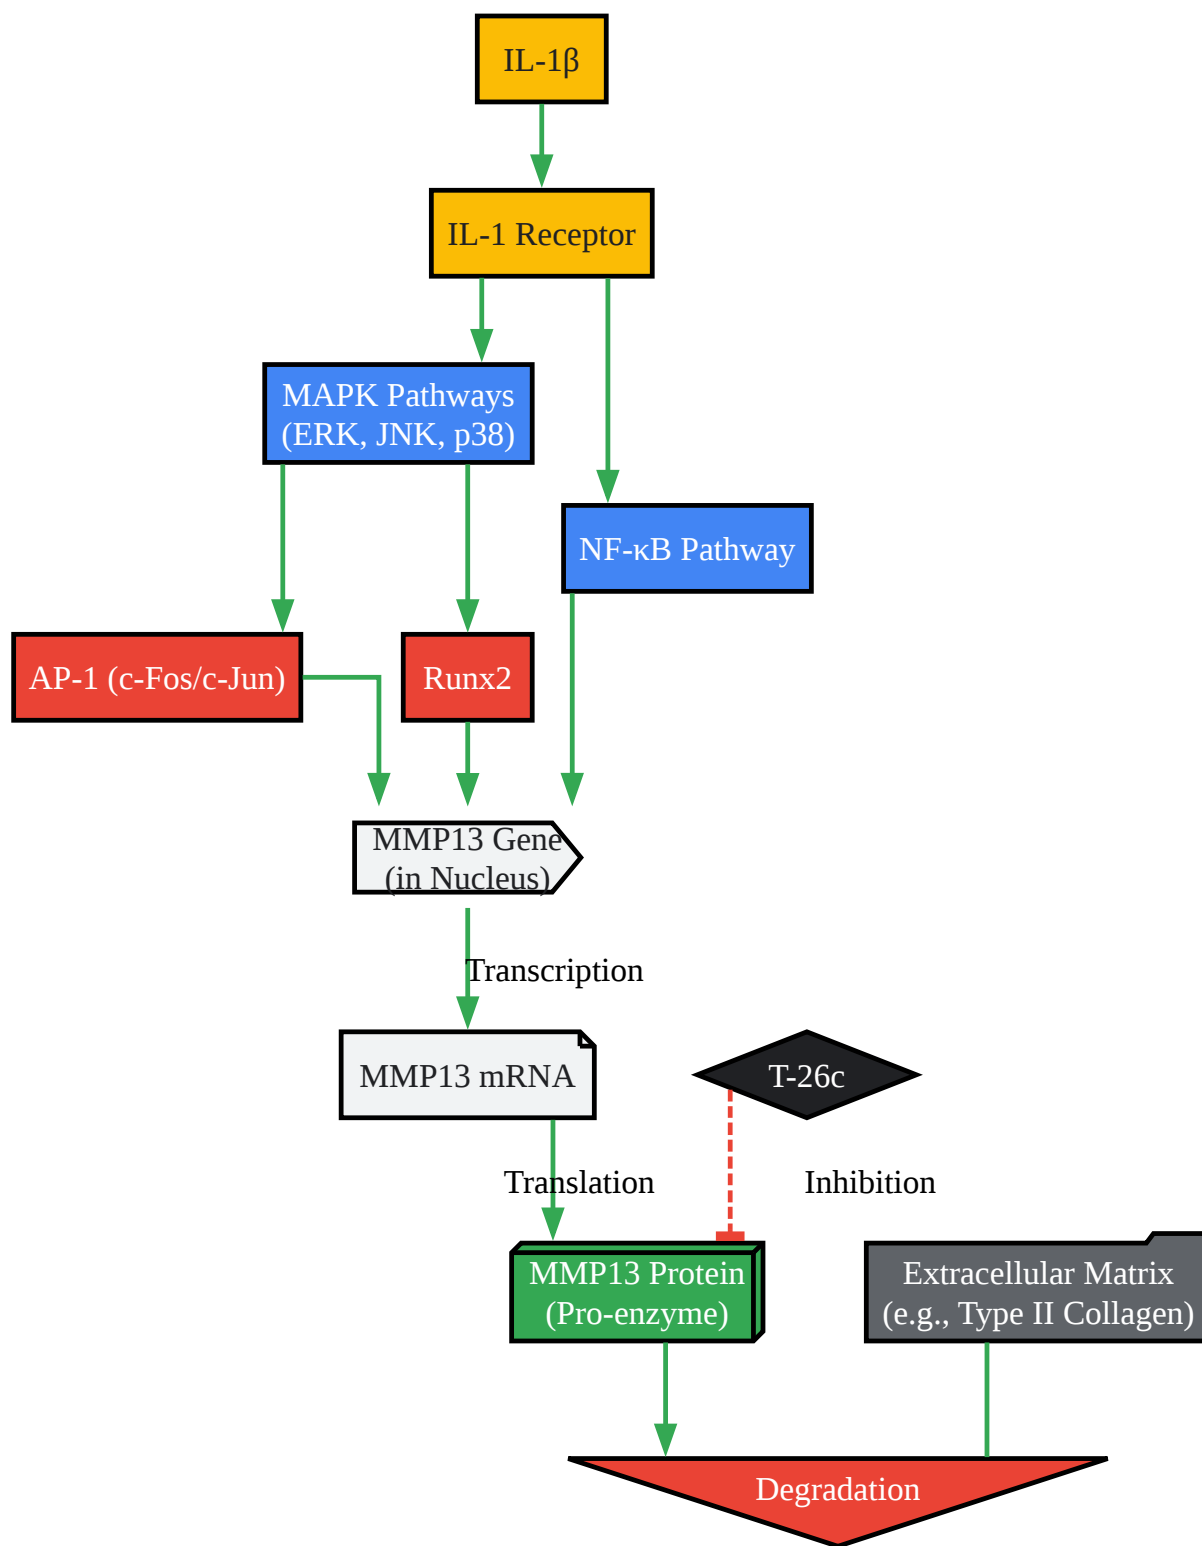 IL-1β
IL-1 Receptor
MAPK Pathways
(ERK, JNK, p38)
NF-κB Pathway
AP-1 (c-Fos/c-Jun)
Runx2
MMP13 Gene
(in Nucleus)
Transcription
MMP13 mRNA
T-26c
Translation
Inhibition
MMP13 Protein
(Pro-enzyme)
Extracellular Matrix
(e.g., Type II Collagen)
Degradation